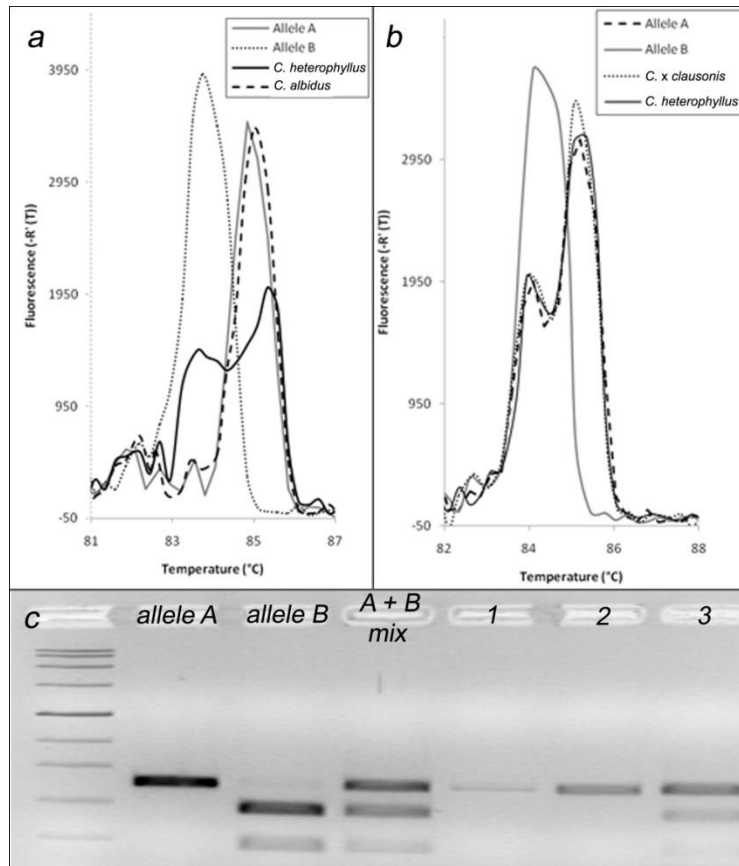 a
Allele A
Allele B
C. heterophyllus
C. albidus
3950
2950
1950
950
-50
Fluorescence (-R' (T))
81
83
85
87
Temperature (°C)
b
Allele A
Allele B
C. x clausonis
C. heterophyllus
2950
1950
950
-50
Fluorescence (-R' (T))
82
84
86
88
Temperature (°C)
c
allele A
allele B
A + B
mix
1
2
3